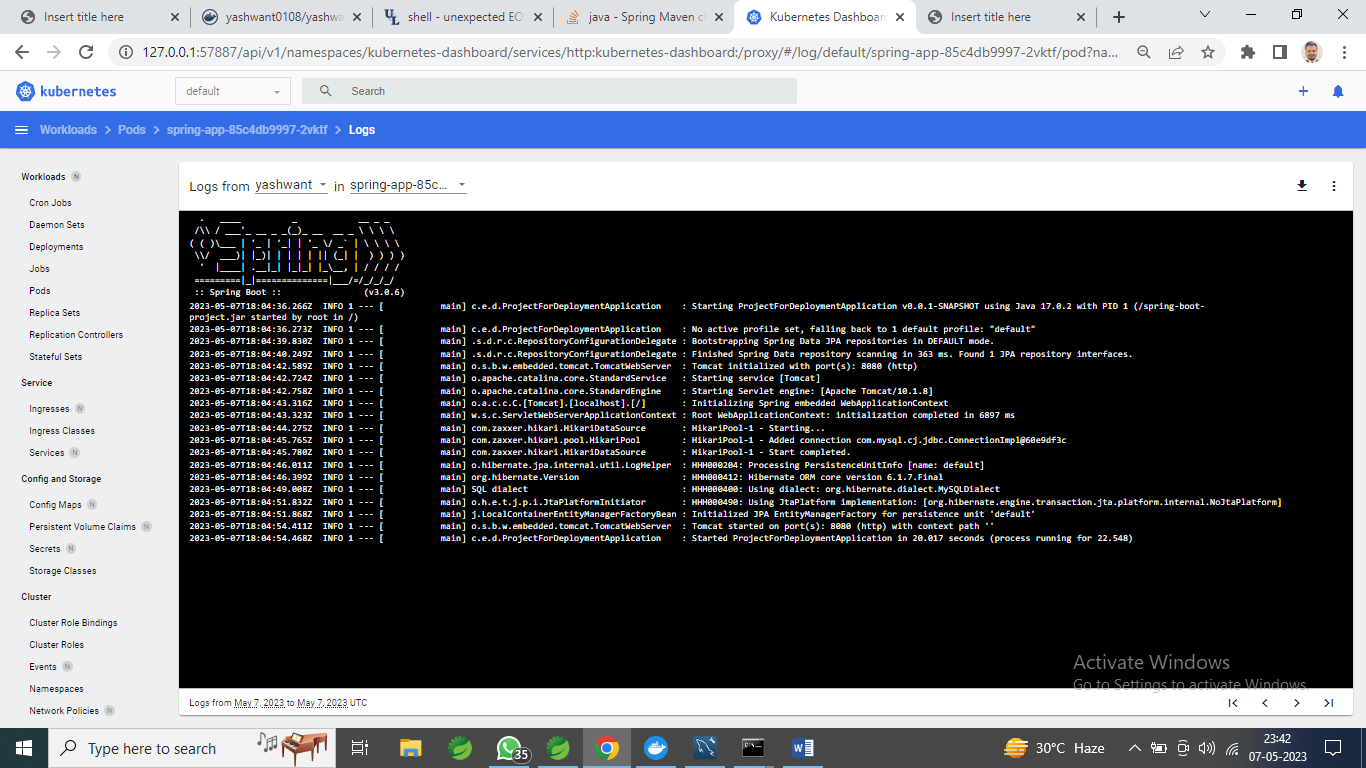 Insert title here
yashwant0108/yashwa
shell - unexpected EO
java - Spring Maven c
Kubernetes Dashboar
Insert title here
127.0.0.1:57887/api/v1/namespaces/kubernetes-dashboard/services/http:kubernetes-dashboard:/proxy/#/log/default/spring-app-85c4db9997-2vktf/pod?na...
kubernetes
default
Search
Workloads > Pods > spring-app-85c4db9997-2vktf > Logs
Workloads N
Cron Jobs
Daemon Sets
Deployments
Jobs
Pods
Replica Sets
Replication Controllers
Stateful Sets
Service
Ingresses N
Ingress Classes
Services N
Config and Storage
Config Maps N
Persistent Volume Claims N
Secrets N
Storage Classes
Cluster
Cluster Role Bindings
Cluster Roles
Events N
Namespaces
Network Policies N
Logs from yashwant in spring-app-85c...
Spring
:: Spring Boot :: (v3.0.6)
2023-05-07T18:04:36.266Z INFO 1 --- [ main] c.e.d.ProjectForDeploymentApplication : Starting ProjectForDeploymentApplication v0.0.1-SNAPSHOT using Java 17.0.2 with PID 1 (/spring-boot-
project.jar started by root in /)
2023-05-07T18:04:36.273Z INFO 1 --- [ main] c.e.d.ProjectForDeploymentApplication : No active profile set, falling back to 1 default profile: "default"
2023-05-07T18:04:39.830Z INFO 1 --- [ main] .s.d.r.c.RepositoryConfigurationDelegate : Bootstrapping Spring Data JPA repositories in DEFAULT mode.
2023-05-07T18:04:40.249Z INFO 1 --- [ main] .s.d.r.c.RepositoryConfigurationDelegate : Finished Spring Data repository scanning in 363 ms. Found 1 JPA repository interfaces.
2023-05-07T18:04:42.589Z INFO 1 --- [ main] o.s.b.w.embedded.tomcat.TomcatWebServer : Tomcat initialized with port(s): 8080 (http)
2023-05-07T18:04:42.724Z INFO 1 --- [ main] o.apache.catalina.core.StandardService : Starting service [Tomcat]
2023-05-07T18:04:42.758Z INFO 1 --- [ main] o.apache.catalina.core.StandardEngine : Starting Servlet engine: [Apache Tomcat/10.1.8]
2023-05-07T18:04:43.316Z INFO 1 --- [ main] o.a.c.c.C.[Tomcat].[localhost].[/] : Initializing Spring embedded WebApplicationContext
2023-05-07T18:04:43.323Z INFO 1 --- [ main] w.s.c.ServletWebServerApplicationContext : Root WebApplicationContext: initialization completed in 6897 ms
2023-05-07T18:04:44.275Z INFO 1 --- [ main] com.zaxxer.hikari.HikariDataSource : HikariPool-1 - Starting...
2023-05-07T18:04:45.765Z INFO 1 --- [ main] com.zaxxer.hikari.pool.HikariPool : HikariPool-1 - Added connection com.mysql.cj.jdbc.ConnectionImpl@60e9df3c
2023-05-07T18:04:45.780Z INFO 1 --- [ main] com.zaxxer.hikari.HikariDataSource : HikariPool-1 - Start completed.
2023-05-07T18:04:46.011Z INFO 1 --- [ main] o.hibernate.jpa.internal.util.LogHelper : HHH000204: Processing PersistenceUnitInfo [name: default]
2023-05-07T18:04:46.399Z INFO 1 --- [ main] org.hibernate.Version : HHH000412: Hibernate ORM core version 6.1.7.Final
2023-05-07T18:04:49.008Z INFO 1 --- [ main] SQL dialect : HHH000400: Using dialect: org.hibernate.dialect.MySQLDialect
2023-05-07T18:04:51.832Z INFO 1 --- [ main] o.h.e.t.j.p.i.JtaPlatformInitiator : HHH000490: Using JtaPlatform implementation: [org.hibernate.engine.transaction.jta.platform.internal.NoJtaPlatform]
2023-05-07T18:04:51.868Z INFO 1 --- [ main] j.LocalContainerEntityManagerFactoryBean : Initialized JPA EntityManagerFactory for persistence unit 'default'
2023-05-07T18:04:54.411Z INFO 1 --- [ main] o.s.b.w.embedded.tomcat.TomcatWebServer : Tomcat started on port(s): 8080 (http) with context path ''
2023-05-07T18:04:54.468Z INFO 1 --- [ main] c.e.d.ProjectForDeploymentApplication : Started ProjectForDeploymentApplication in 20.017 seconds (process running for 22.548)
Activate Windows
Go to Settings to activate Windows.
Logs from May 7, 2023 to May 7, 2023 UTC
Type here to search
35
30°C Haze
23:42
07-05-2023